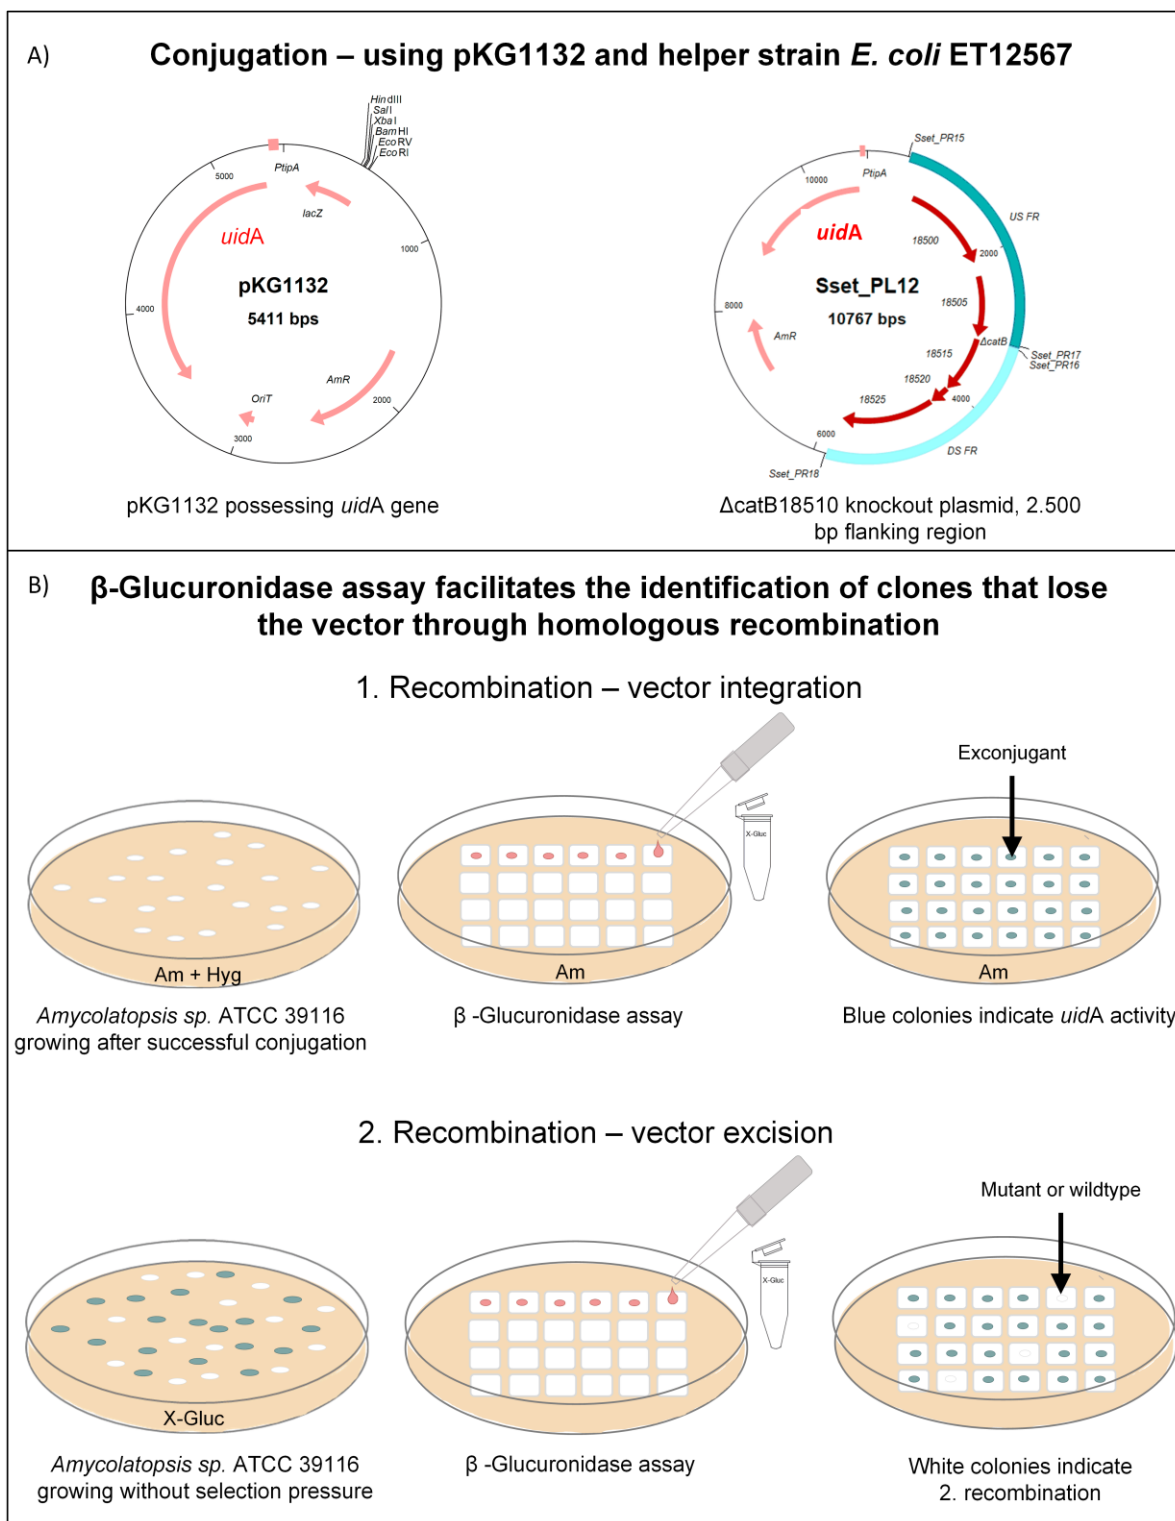 A)
Conjugation – using pKG1132 and helper strain E. coli ET12567
HindIII
SalI
XbaI
BamHI
EcoRV
EcoRI
5000
PtipA
lacZ
uidA
1000
pKG1132
5411 bps
4000
AmR
OriT
2000
3000
pKG1132 possessing uidA gene
Sset_PR15
10000
PtipA
US FR
uidA
18500
2000
Sset_PL12
10767 bps
8000
18505
AmR
ΔcatB
18515
Sset_PR17
Sset_PR16
18520
18525
4000
6000
DS FR
Sset_PR18
ΔcatB18510 knockout plasmid, 2.500
bp flanking region
B)
β-Glucuronidase assay facilitates the identification of clones that lose
the vector through homologous recombination
1. Recombination – vector integration
Exconjugant
X-Gluc
Am + Hyg
Am
Am
Amycolatopsis sp. ATCC 39116
growing after successful conjugation
β -Glucuronidase assay
Blue colonies indicate uidA activity
2. Recombination – vector excision
Mutant or wildtype
X-Gluc
X-Gluc
Amycolatopsis sp. ATCC 39116
growing without selection pressure
β -Glucuronidase assay
White colonies indicate
2. recombination